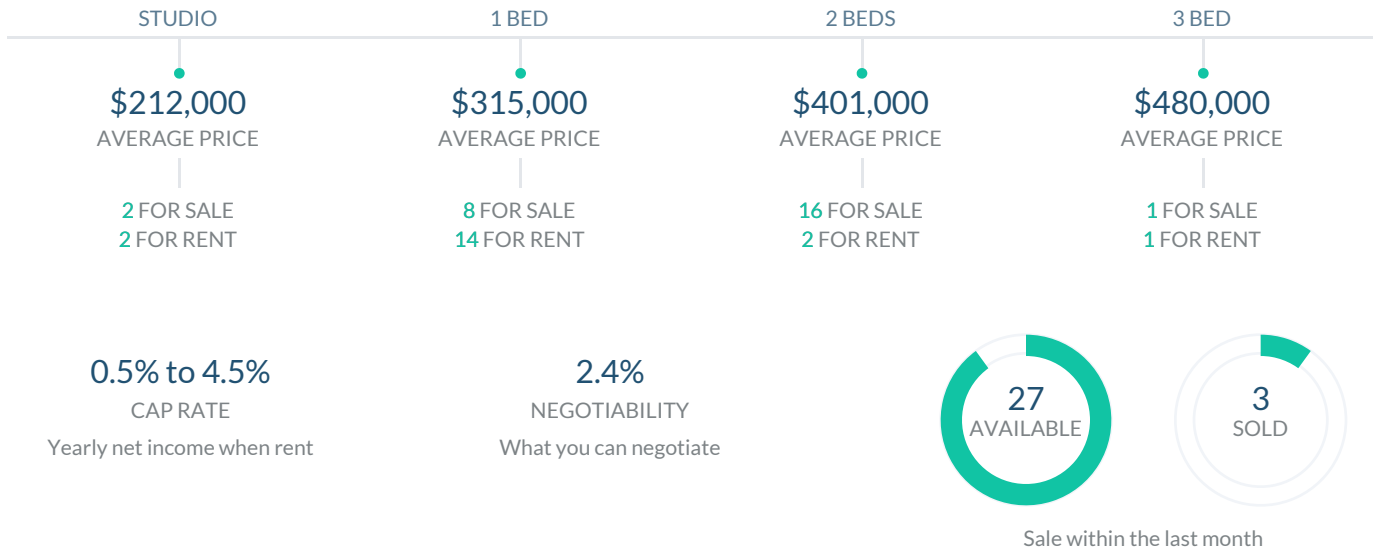 STUDIO
1 BED
2 BEDS
3 BED
$212,000
AVERAGE PRICE
$315,000
AVERAGE PRICE
$401,000
AVERAGE PRICE
$480,000
AVERAGE PRICE
2 FOR SALE
2 FOR RENT
8 FOR SALE
14 FOR RENT
16 FOR SALE
2 FOR RENT
1 FOR SALE
1 FOR RENT
0.5% to 4.5%
CAP RATE
Yearly net income when rent
2.4%
NEGOTIABILITY
What you can negotiate
27
AVAILABLE
3
SOLD
Sale within the last month